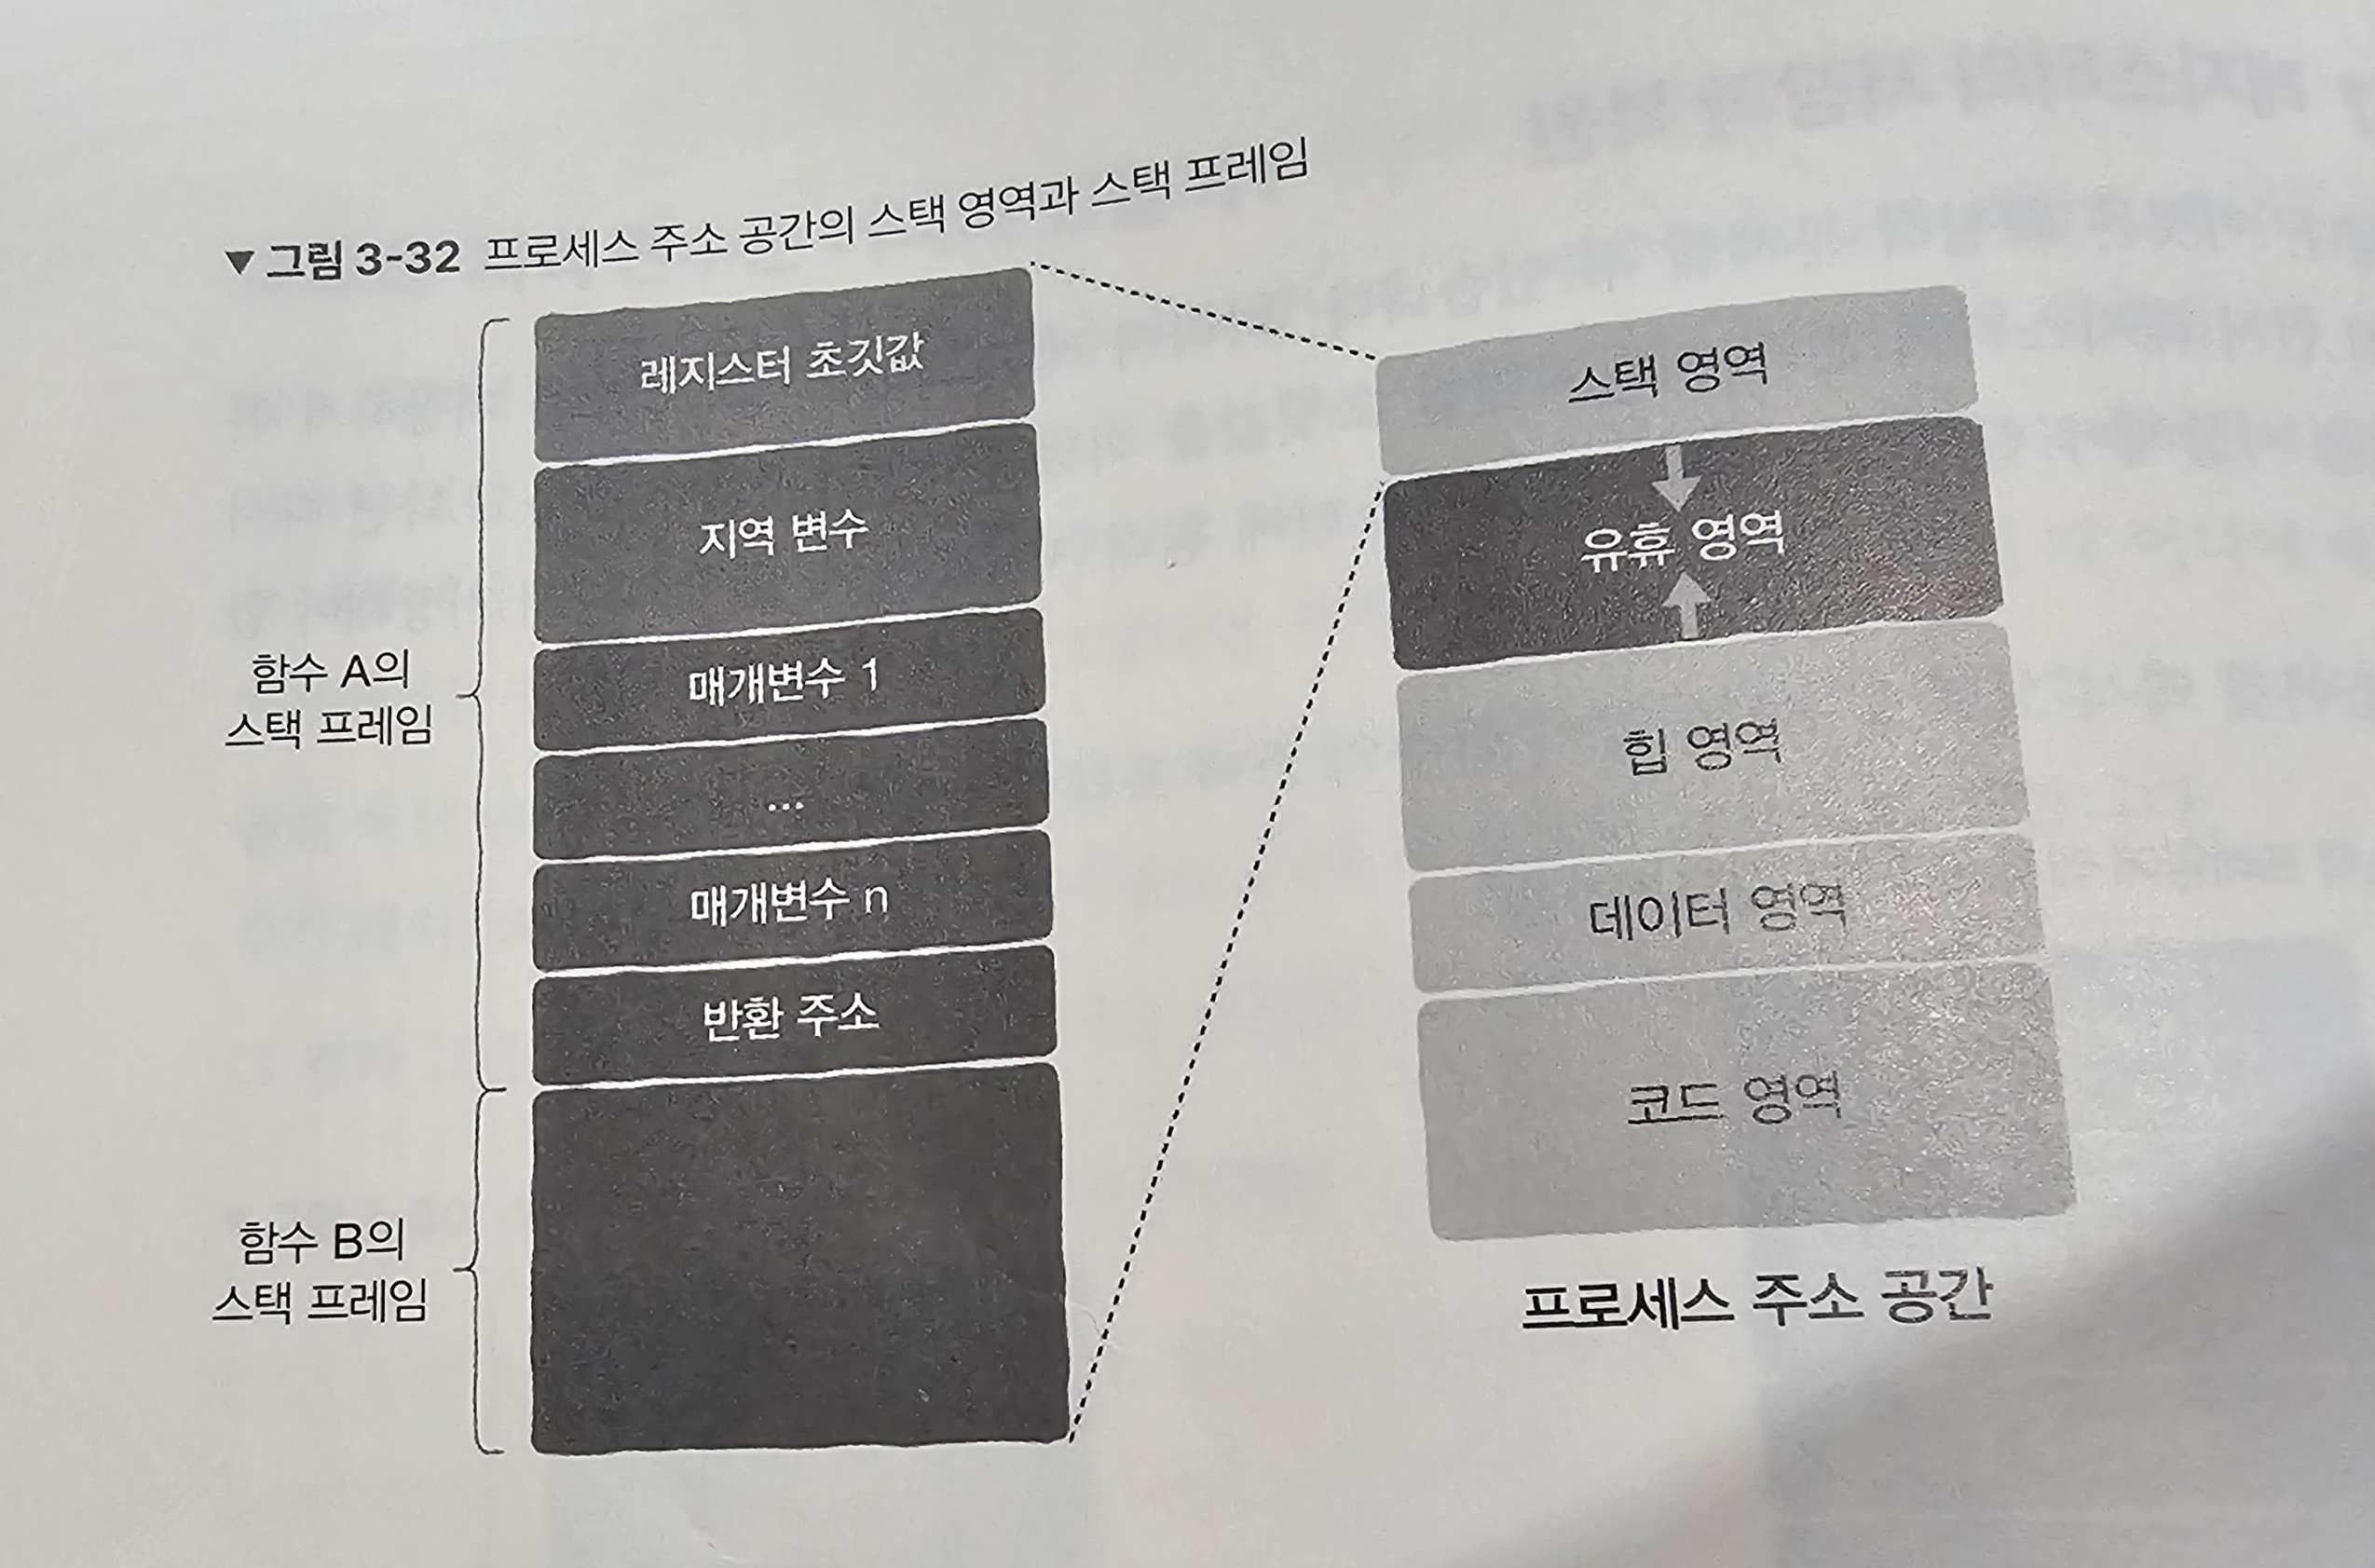 ▼ 그림 3-32 프로세스 주소 공간의 스택 영역과 스택 프레임
레지스터 초깃값
지역 변수
매개변수 1
...
매개변수 n
반환 주소
함수 A의
스택 프레임
함수 B의
스택 프레임
스택 영역
유휴 영역
힙 영역
데이터 영역
코드 영역
프로세스 주소 공간